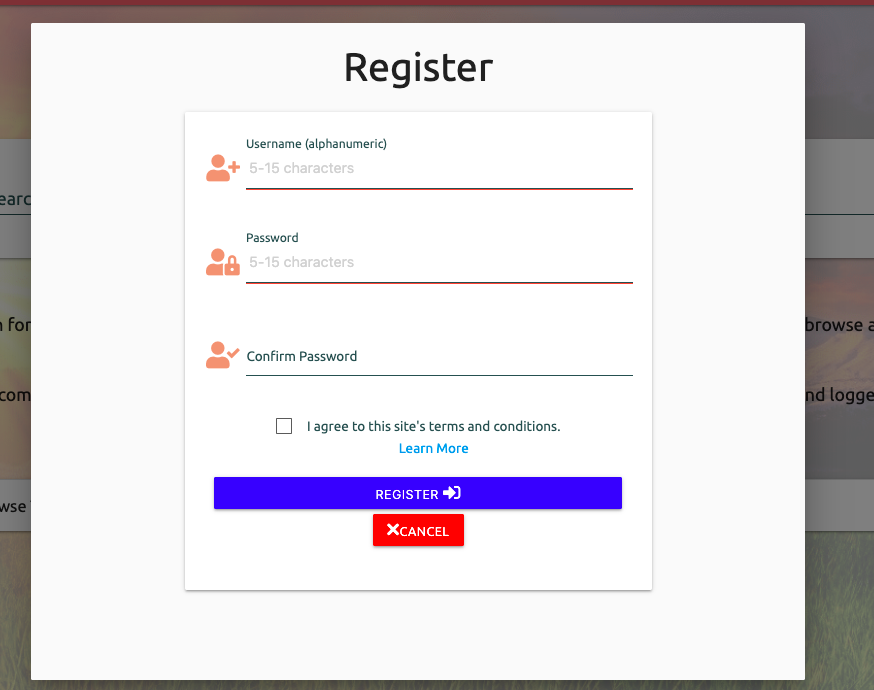 Register
Username (alphanumeric)
5-15 characters
earc
Password
5-15 characters
n for
browse a
Confirm Password
com
nd logge
I agree to this site's terms and conditions.
Learn More
REGISTER
wse
CANCEL